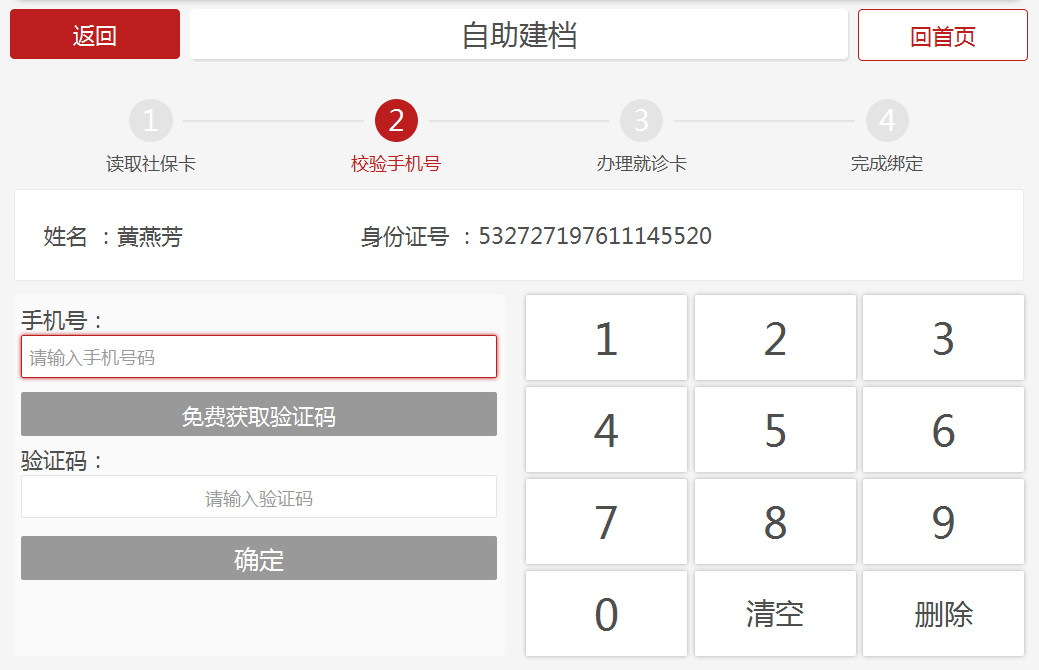 返回
自助建档
回首页
1
2
3
4
读取社保卡
校验手机号
办理就诊卡
完成绑定
姓名 ：黄燕芳
身份证号 ：532727197611145520
手机号：
请输入手机号码
免费获取验证码
验证码：
请输入验证码
确定
1 2 3
4 5 6
7 8 9
0 清空 删除